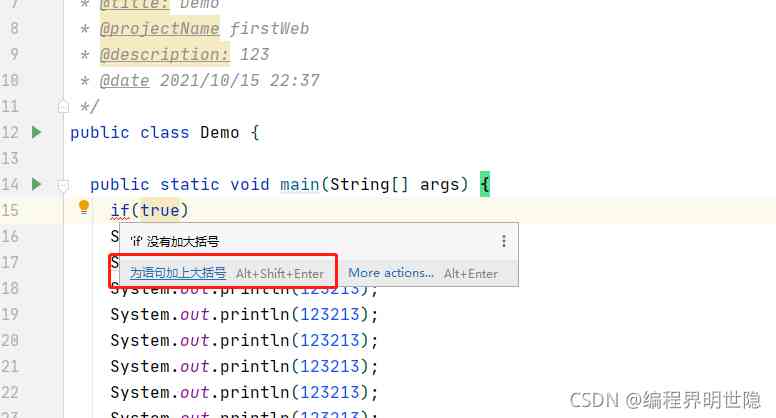 7 * @title: Demo
8 * @projectName firstWeb
9 * @description: 123
10 * @date 2021/10/15 22:37
11 */
12 public class Demo {
13
14 public static void main(String[] args) {
15 if(true)
16 S
'if' 没有加大括号
17 S
为语句加上大括号 Alt+Shift+Enter More actions... Alt+Enter
18 System.out.println(123213);
19 System.out.println(123213);
20 System.out.println(123213);
21 System.out.println(123213);
22 System.out.println(123213);
23 System.out.println(123213);
CSDN @编程界明世隐